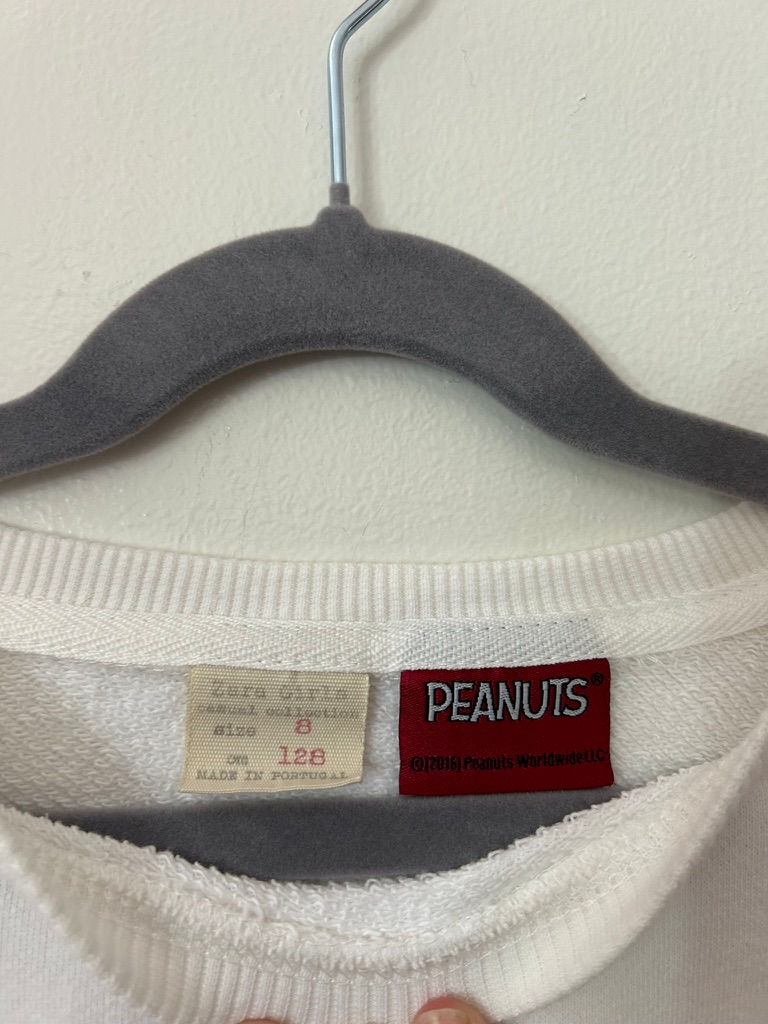 Zara Girls
casual collection
size 8
cm 128
MADE IN PORTUGAL
PEANUTS®
©[2016] Peanuts Worldwide LLC